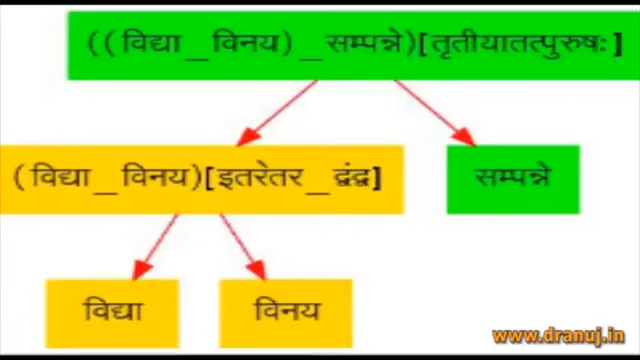 ((विद्या_विनय)_सम्पन्ने)[तृतीयातत्पुरुषः]
(विद्या_विनय)[इतरेतर_द्वंद्व]
सम्पन्ने
विद्या
विनय
www.dranuj.in